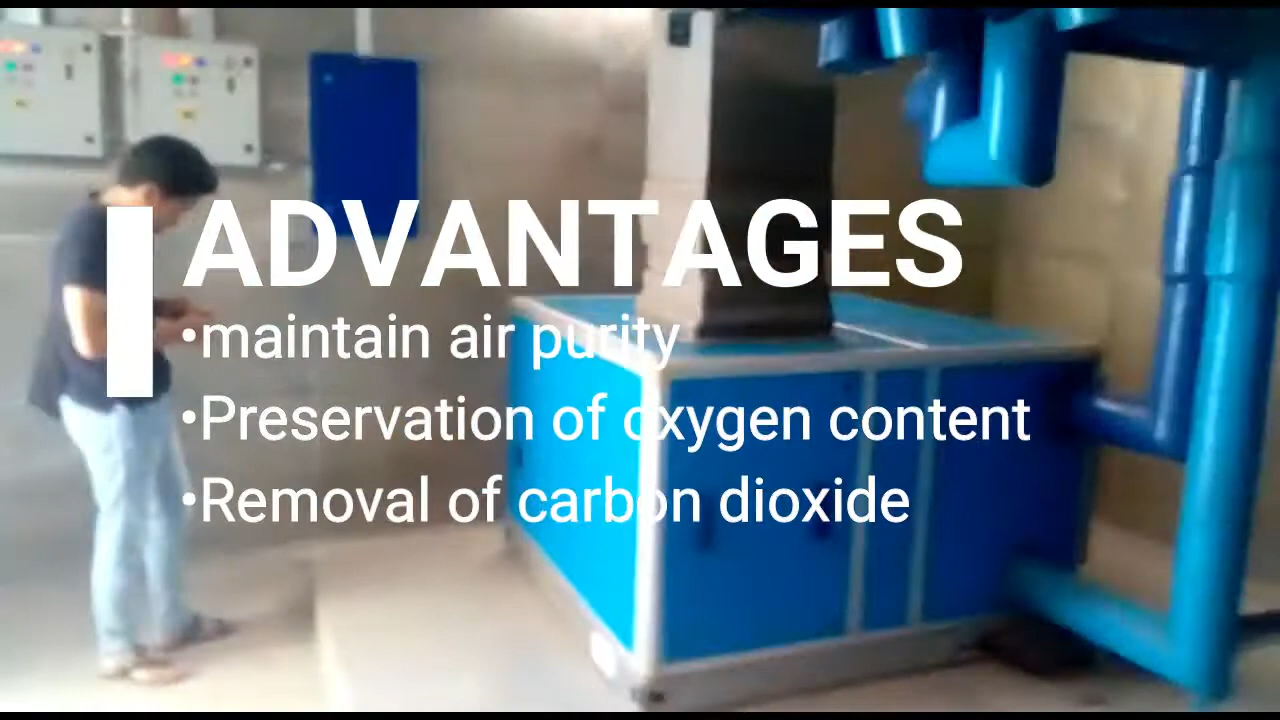 ADVANTAGES
•maintain air purity
•Preservation of oxygen content
•Removal of carbon dioxide